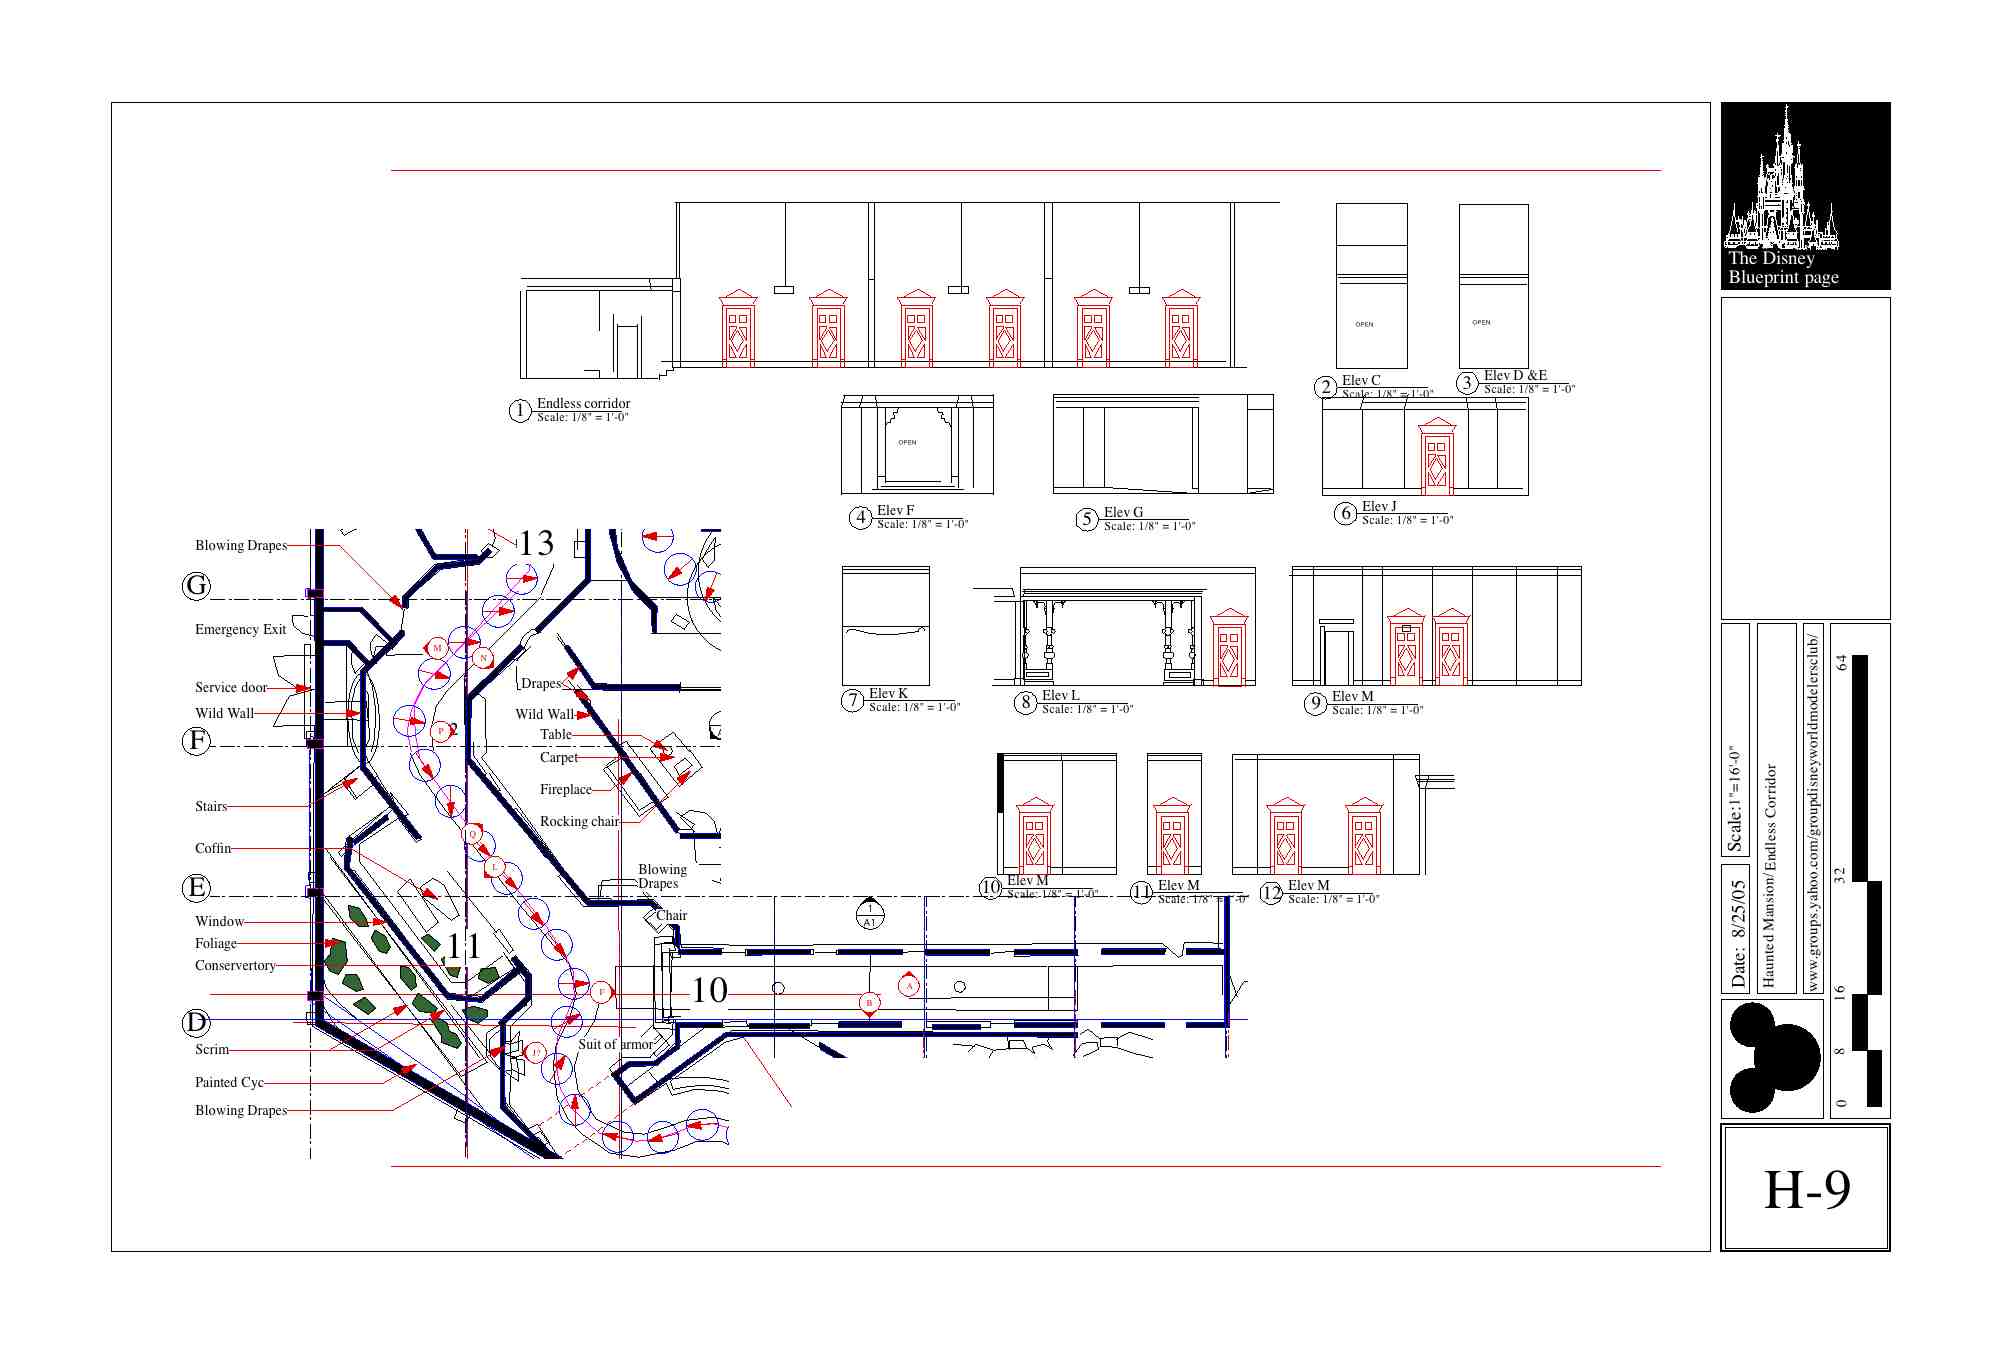 The Disney
Blueprint page
OPEN
OPEN
1
Endless corridor
Scale: 1/8" = 1'-0"
2
Elev C
Scale: 1/8" = 1'-0"
3
Elev D &E
Scale: 1/8" = 1'-0"
OPEN
4
Elev F
Scale: 1/8" = 1'-0"
5
Elev G
Scale: 1/8" = 1'-0"
6
Elev J
Scale: 1/8" = 1'-0"
7
Elev K
Scale: 1/8" = 1'-0"
8
Elev L
Scale: 1/8" = 1'-0"
9
Elev M
Scale: 1/8" = 1'-0"
10
Elev M
Scale: 1/8" = 1'-0"
11
Elev M
Scale: 1/8" = 1'-0"
12
Elev M
Scale: 1/8" = 1'-0"
13
Blowing Drapes
G
Emergency Exit
M
N
Service door
Drapes
Wild Wall
Wild Wall
P
2
Table
F
Carpet
Fireplace
Stairs
Rocking chair
Q
Coffin
L
Blowing
Drapes
E
Window
Chair
1
A1
Foliage
11
Conservertory
10
F
A
B
D
Suit of armor
Scrim
J?
Painted Cyc
Blowing Drapes
Scale:1"=16'-0"
Date: 8/25/05
Haunted Mansion/Endless Corridor
www.groups.yahoo.com/groupdisneyworldmodelersclub/
64
32
16
8
0
H-9